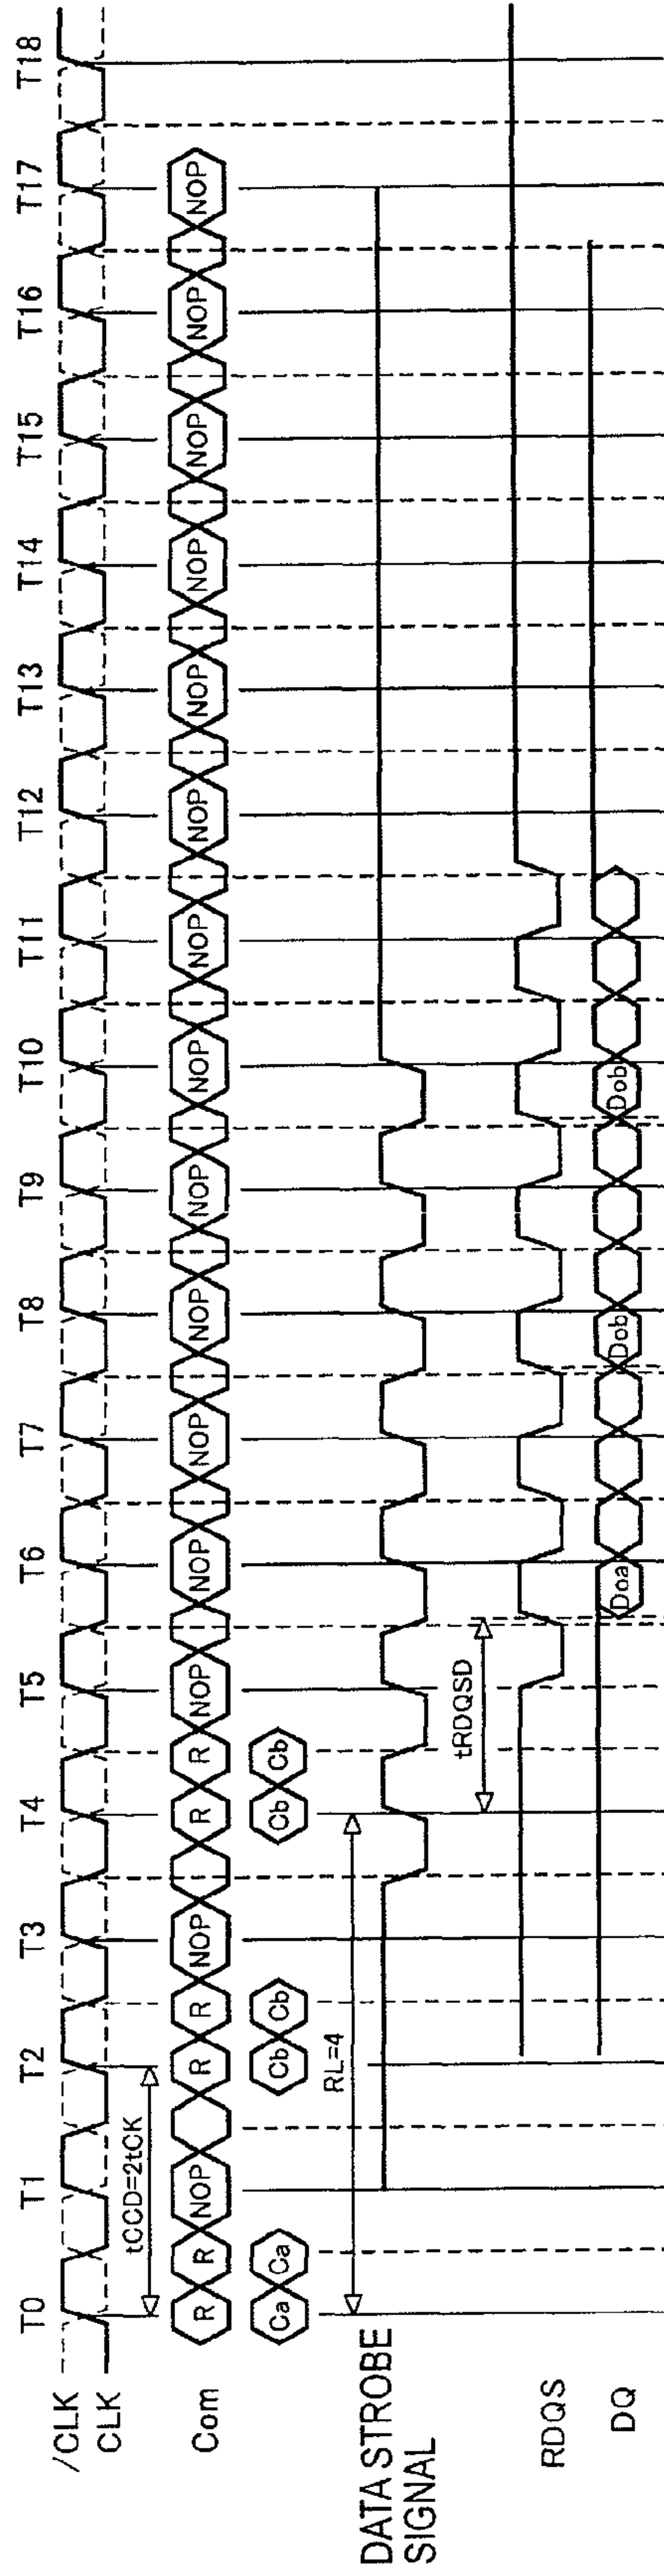 T0 T1 T2 T3 T4 T5 T6 T7 T8 T9 T10 T11 T12 T13 T14 T15 T16 T17 T18
/CLK
CLK
tCCD=2tCK
Com R R NOP R R NOP R R NOP NOP NOP NOP NOP NOP NOP NOP NOP NOP NOP NOP NOP
Ca Ca Cb Cb Cb Cb
RL=4
DATA STROBE
SIGNAL
tRDQSD
RDQS
DQ Doa Dob Dob